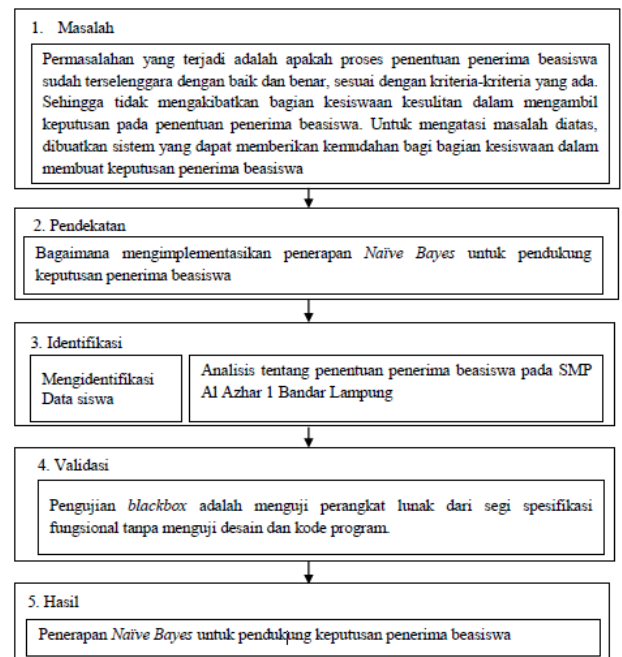 1. Masalah
Permasalahan yang terjadi adalah apakah proses penentuan penerima beasiswa
sudah terselenggara dengan baik dan benar, sesuai dengan kriteria-kriteria yang ada.
Sehingga tidak mengakibatkan bagian kesiswaan kesulitan dalam mengambil
keputusan pada penentuan penerima beasiswa. Untuk mengatasi masalah diatas,
dibuatkan sistem yang dapat memberikan kemudahan bagi bagian kesiswaan dalam
membuat keputusan penerima beasiswa
2. Pendekatan
Bagaimana mengimplementasikan penerapan Naïve Bayes untuk pendukung
keputusan penerima beasiswa
3. Identifikasi
Mengidentifikasi
Data siswa
Analisis tentang penentuan penerima beasiswa pada SMP
Al Azhar 1 Bandar Lampung
4. Validasi
Pengujian blackbox adalah menguji perangkat lunak dari segi spesifikasi
fungsional tanpa menguji desain dan kode program.
5. Hasil
Penerapan Naïve Bayes untuk pendukung keputusan penerima beasiswa